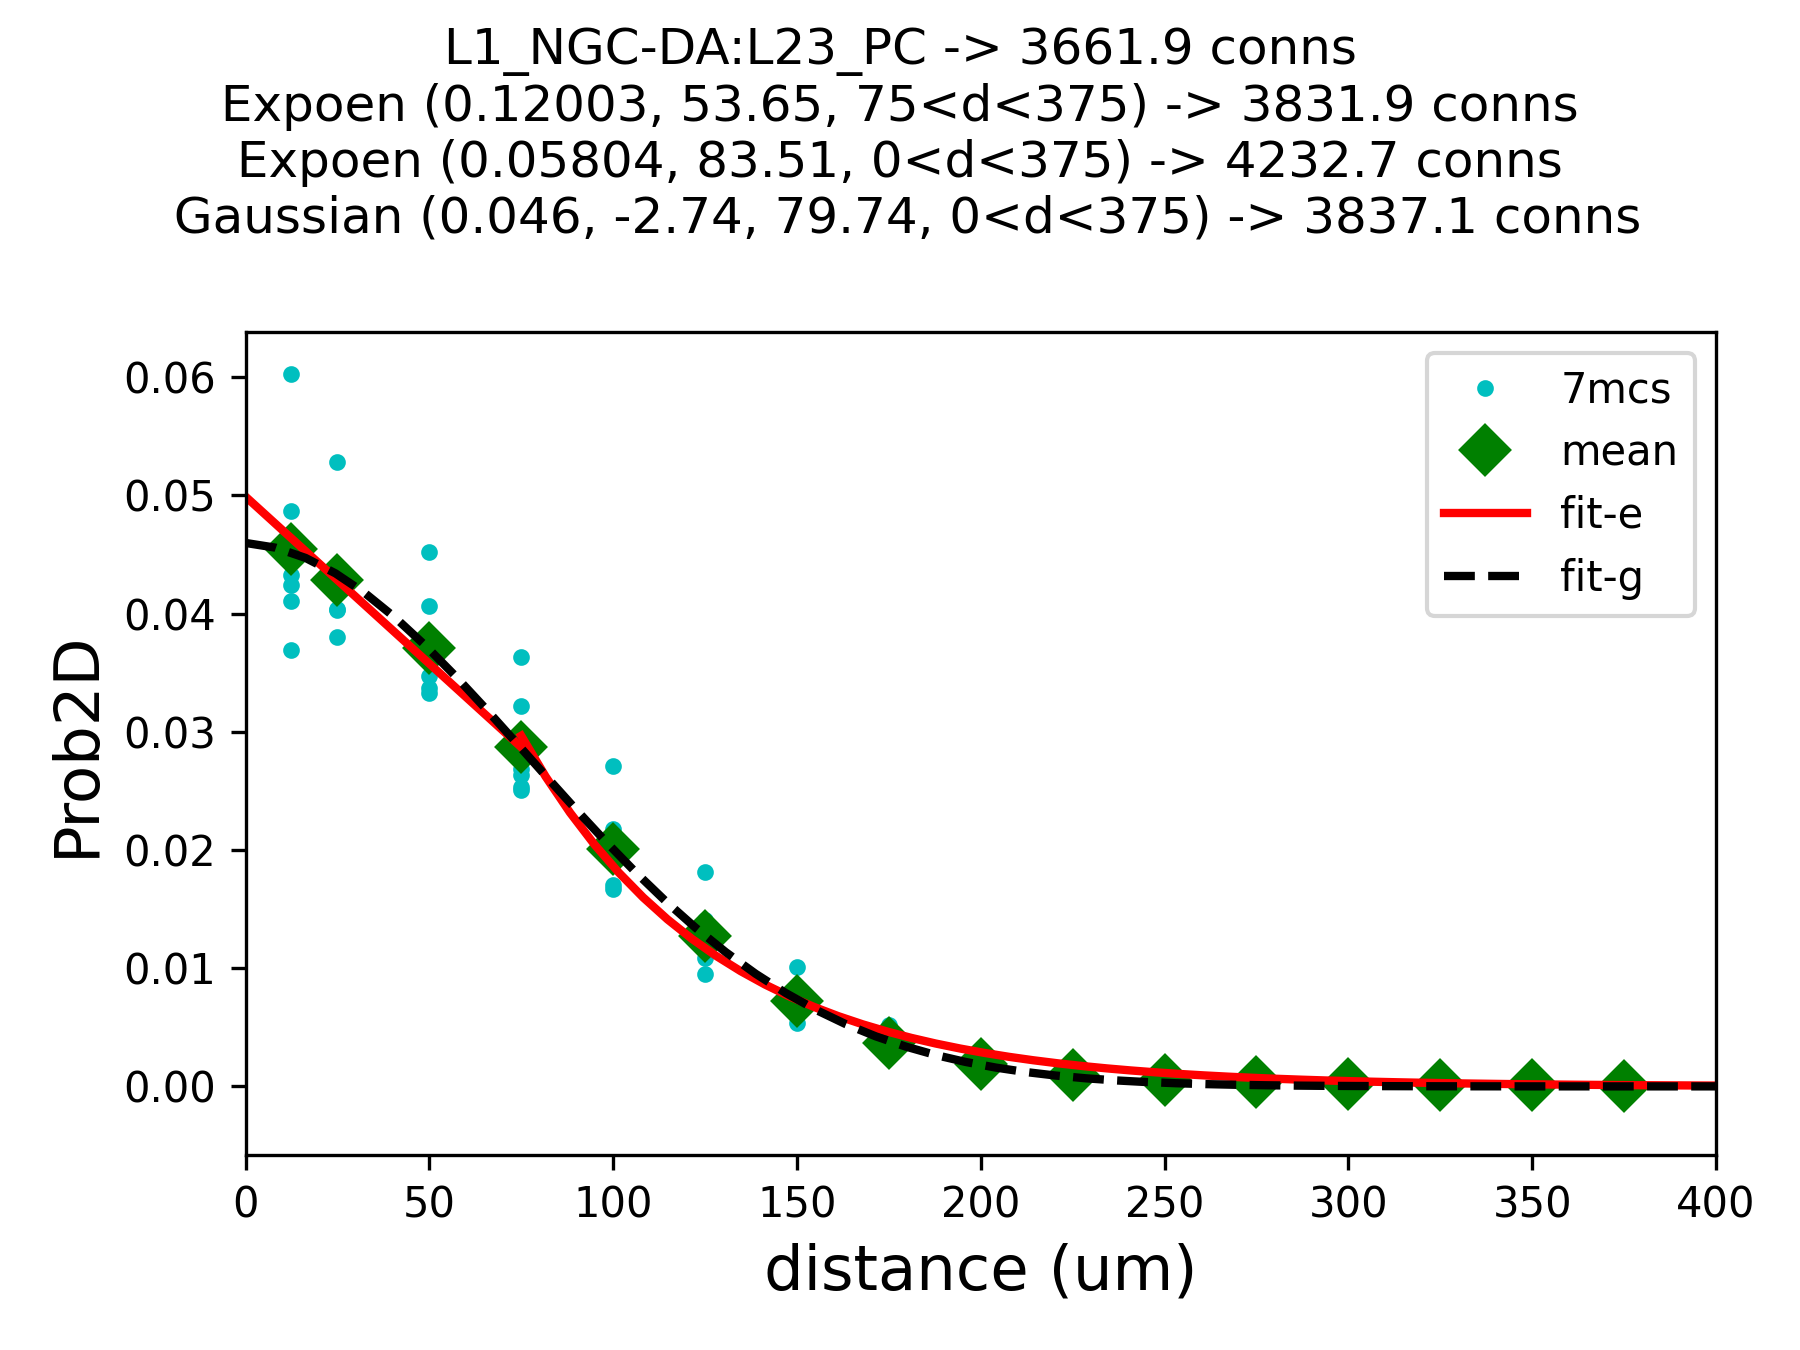 L1_NGC-DA:L23_PC -> 3661.9 conns
Expoen (0.12003, 53.65, 75<d<375) -> 3831.9 conns
Expoen (0.05804, 83.51, 0<d<375) -> 4232.7 conns
Gaussian (0.046, -2.74, 79.74, 0<d<375) -> 3837.1 conns
7mcs
mean
fit-e
fit-g
0.06
0.05
0.04
0.03
0.02
0.01
0.00
Prob2D
0 50 100 150 200 250 300 350 400
distance (um)